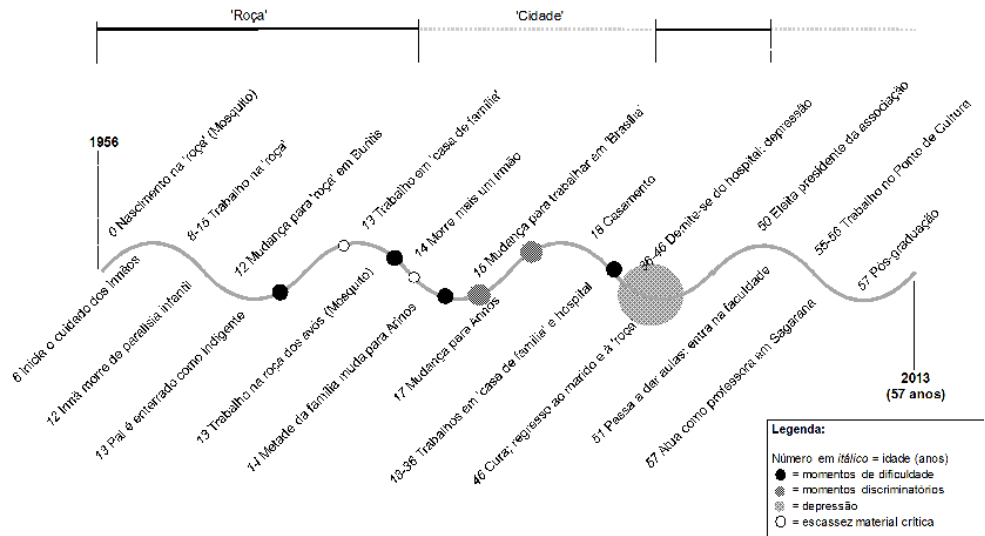 'Roça'
'Cidade'
1956
0 Nascimento na 'roça' (Mosquito)
8-15 Trabalho na 'roça'
12 Mudança para 'roça' em Buritis
13 Trabalho em 'casa de família'
14 Morre mais um irmão
16 Mudança para trabalhar em 'Brasília'
18 Casamento
36-46 Demite-se do hospital: depressão
50 Eleita presidente da associação
55-56 Trabalho no Ponto de Cultura
57 Pós-graduação
6 Inicia o cuidado dos irmãos
12 Irmã morre de paralisia infantil
13 Pai é enterrado como indigente
13 Trabalho na roça dos avós (Mosquito)
14 Metade da família muda para Arinos
17 Mudança para Arinos
18-36 Trabalhos em 'casa de família' e hospital
46 Cura; regresso ao marido e à 'roça'
51 Passa a dar aulas: entra na faculdade
57 Atua como professora em Sagarana
2013
(57 anos)
Legenda:
Número em itálico = idade (anos)
= momentos de dificuldade
= momentos discriminatórios
= depressão
= escassez material crítica